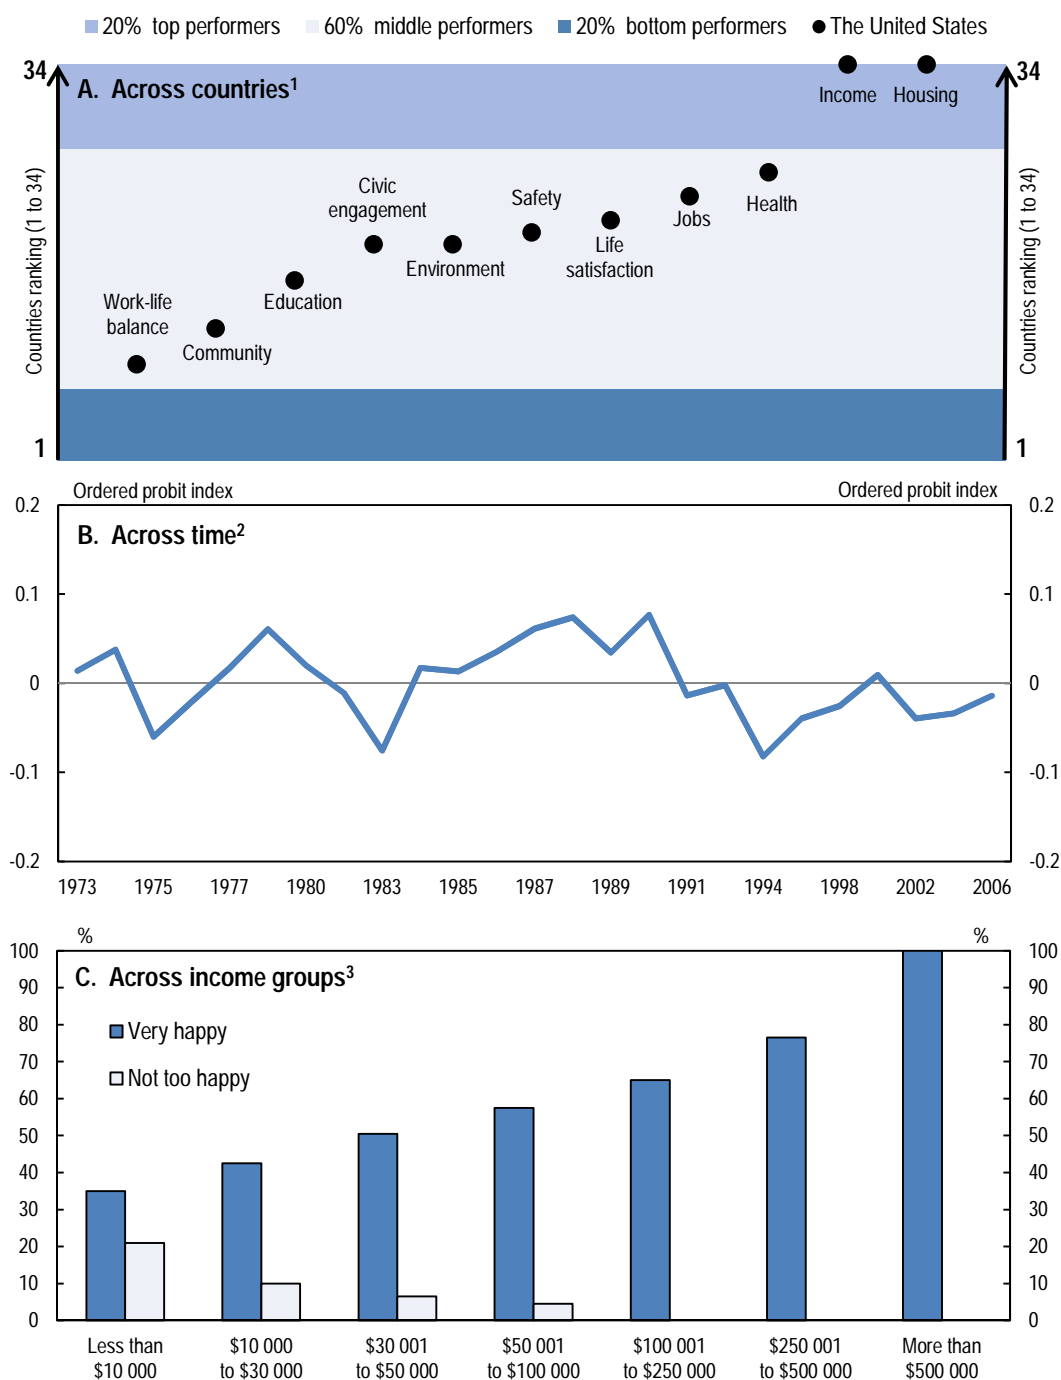 20% top performers 60% middle performers 20% bottom performers The United States
34 34
A. Across countries1
Income Housing
Countries ranking (1 to 34)
Countries ranking (1 to 34)
Civic
engagement
Safety
Health
Jobs
Life
satisfaction
Environment
Education
Work-life
balance
Community
1 1
Ordered probit index Ordered probit index
0.2 0.2
B. Across time2
0.1 0.1
0 0
-0.1 -0.1
-0.2 -0.2
1973 1975 1977 1980 1983 1985 1987 1989 1991 1994 1998 2002 2006
% %
100 100
C. Across income groups3
90 90
80 80
Very happy
70 70
Not too happy
60 60
50 50
40 40
30 30
20 20
10 10
0 0
Less than $10 000 $30 001 $50 001 $100 001 $250 001 More than
$10 000 to $30 000 to $50 000 to $100 000 to $250 000 to $500 000 $500 000